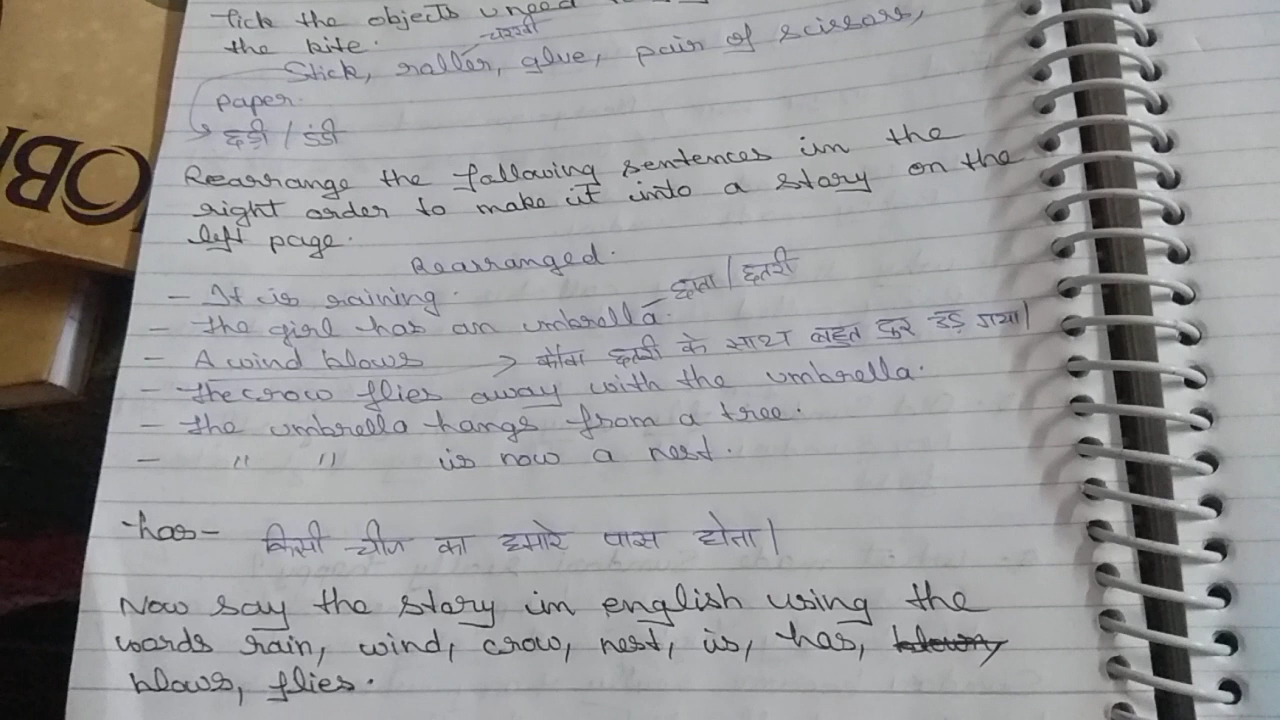 Tick the objects
the kite.
चरखी
Stick, raller, glue, pair of scissors,
paper.
छड़ी / डंडी
Rearrange the following sentences in the
right order to make it into a story on the
left page.
Rearranged.
- It is raining.
- the girl has an umbrella. - छाता / छतरी
- A wind blows > कौवा छतरी के साथ बहुत दूर उड़ गया।
- the crow flies away with the umbrella.
- the umbrella hangs from a tree.
- " " is now a nest.
has - किसी चीज का हमारे पास होता।
Now say the story in english using the
words rain, wind, crow, nest, is, has,
blows, flies.
OB